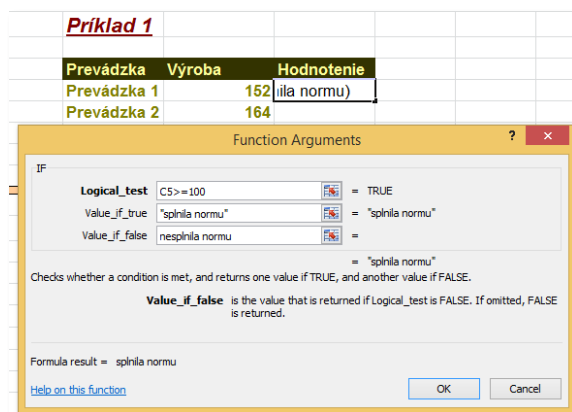 Príklad 1
Prevádzka Výroba Hodnotenie
Prevádzka 1 152 nila normu)
Prevádzka 2 164
Function Arguments ? ×
IF
Logical_test C5>=100 = TRUE
Value_if_true "splnila normu" = "splnila normu"
Value_if_false nesplnila normu =
= "splnila normu"
Checks whether a condition is met, and returns one value if TRUE, and another value if FALSE.
Value_if_false is the value that is returned if Logical_test is FALSE. If omitted, FALSE
is returned.
Formula result = splnila normu
Help on this function OK Cancel